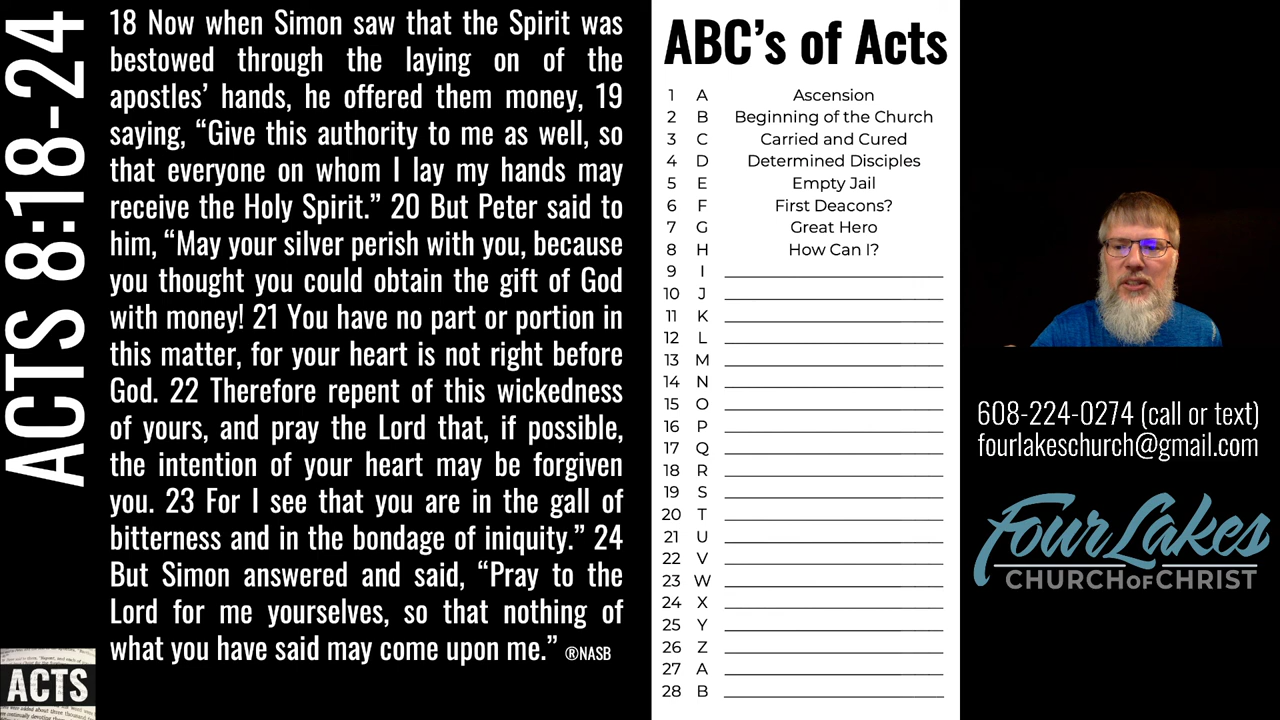 ACTS 8:18-24
18 Now when Simon saw that the Spirit was
bestowed through the laying on of the
apostles’ hands, he offered them money, 19
saying, “Give this authority to me as well, so
that everyone on whom I lay my hands may
receive the Holy Spirit.” 20 But Peter said to
him, “May your silver perish with you, because
you thought you could obtain the gift of God
with money! 21 You have no part or portion in
this matter, for your heart is not right before
God. 22 Therefore repent of this wickedness
of yours, and pray the Lord that, if possible,
the intention of your heart may be forgiven
you. 23 For I see that you are in the gall of
bitterness and in the bondage of iniquity.” 24
But Simon answered and said, “Pray to the
Lord for me yourselves, so that nothing of
what you have said may come upon me.” ®NASB
ACTS
ABC’s of Acts
1 A Ascension
2 B Beginning of the Church
3 C Carried and Cured
4 D Determined Disciples
5 E Empty Jail
6 F First Deacons?
7 G Great Hero
8 H How Can I?
9 I
10 J
11 K
12 L
13 M
14 N
15 O
16 P
17 Q
18 R
19 S
20 T
21 U
22 V
23 W
24 X
25 Y
26 Z
27 A
28 B
608-224-0274 (call or text)
fourlakeschurch@gmail.com
Four Lakes
CHURCH OF CHRIST